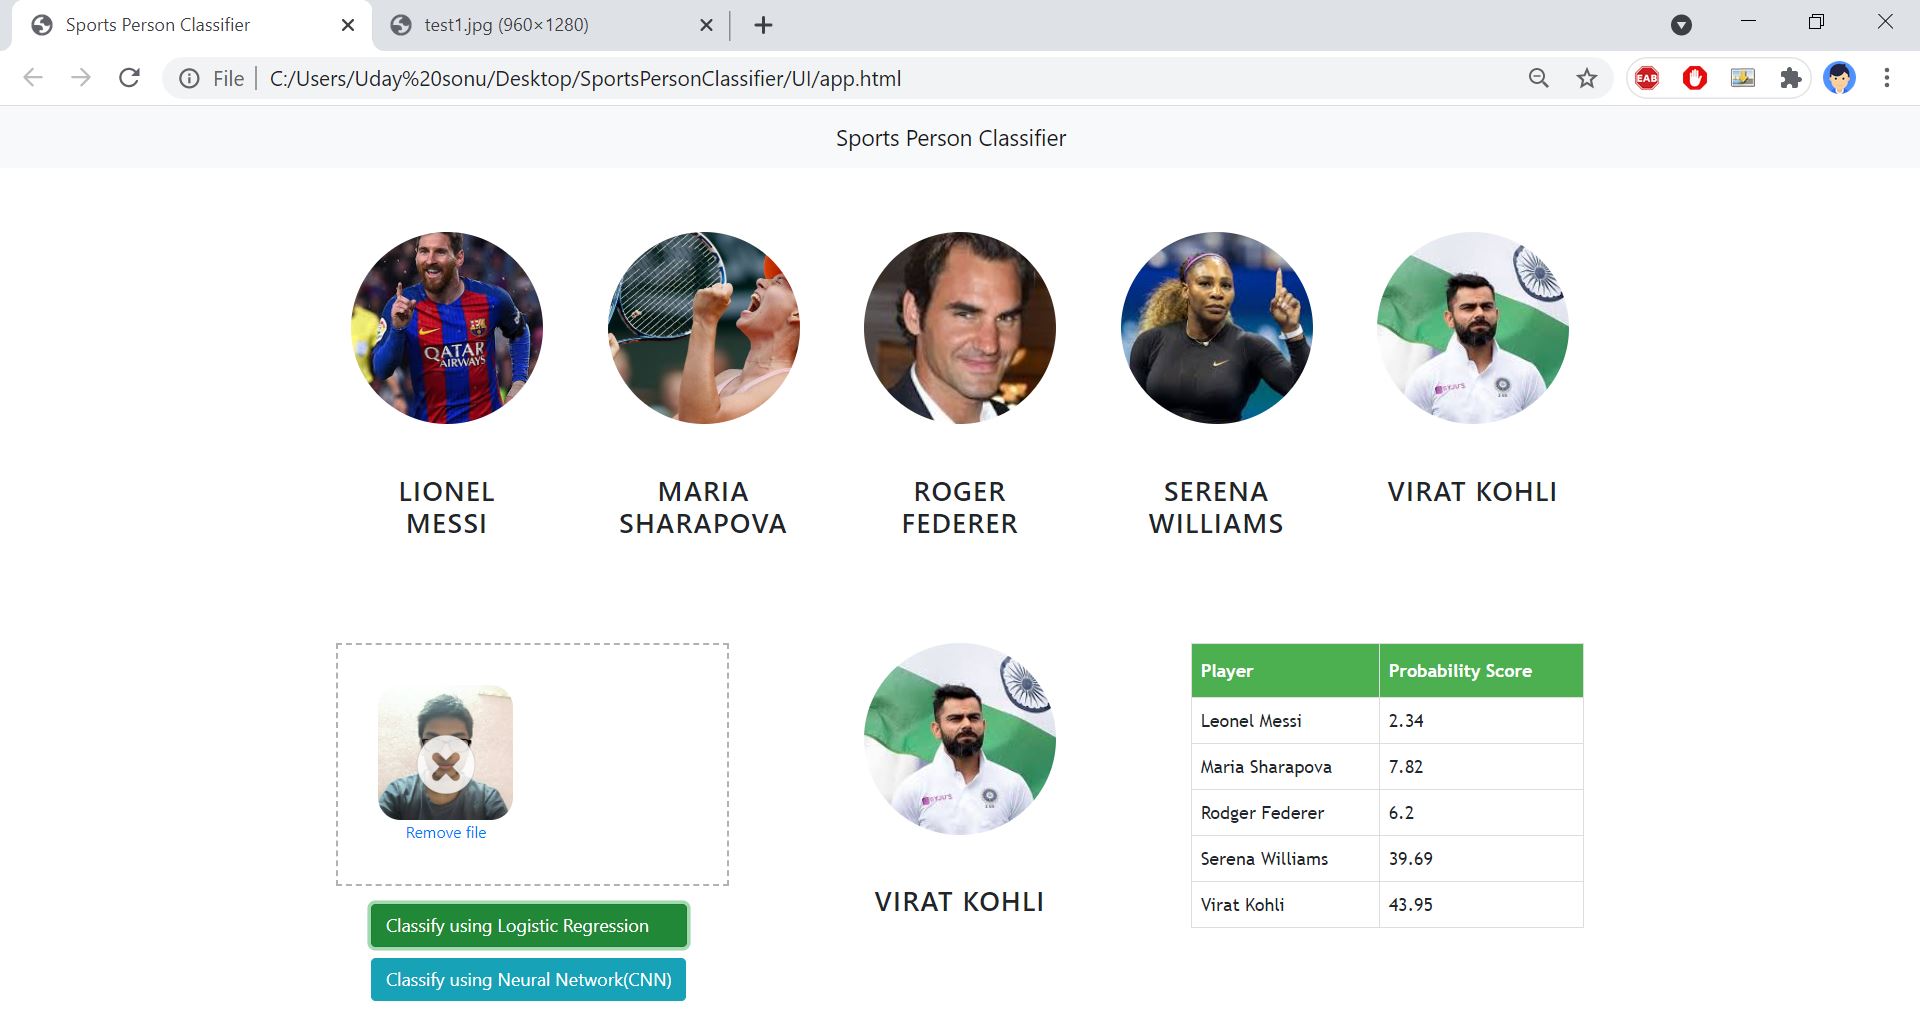 Sports Person Classifier
test1.jpg (960×1280)
File
C:/Users/Uday%20sonu/Desktop/SportsPersonClassifier/UI/app.html
EAB
Sports Person Classifier
QATAR
AIRWAYS
BYJU'S
LIONEL
MESSI
MARIA
SHARAPOVA
ROGER
FEDERER
SERENA
WILLIAMS
VIRAT KOHLI
Remove file
Classify using Logistic Regression
Classify using Neural Network(CNN)
BYJU'S
VIRAT KOHLI
Player Probability Score
Leonel Messi 2.34
Maria Sharapova 7.82
Rodger Federer 6.2
Serena Williams 39.69
Virat Kohli 43.95